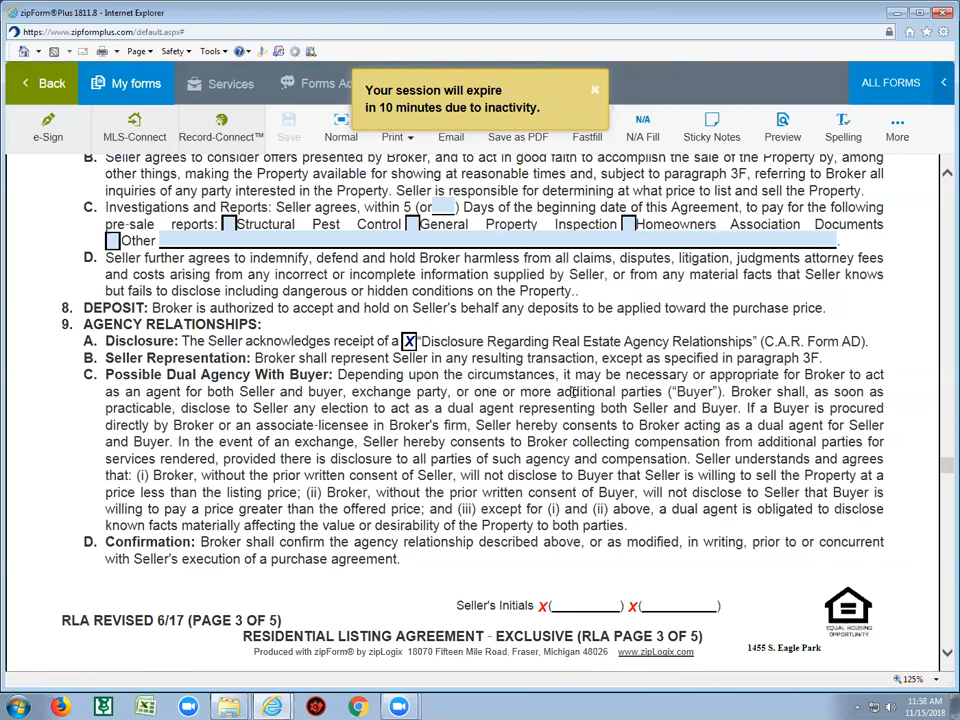 zipForm®Plus 1811.8 - Internet Explorer
https://www.zipformplus.com/default.aspx#
Page Safety Tools
Back My forms Services Forms Ad ALL FORMS
Your session will expire
in 10 minutes due to inactivity.
e-Sign MLS-Connect Record-Connect™ Save Normal Print Email Save as PDF Fastfill N/A Fill Sticky Notes Preview Spelling More
B. Seller agrees to consider offers presented by Broker, and to act in good faith to accomplish the sale of the Property by, among
other things, making the Property available for showing at reasonable times and, subject to paragraph 3F, referring to Broker all
inquiries of any party interested in the Property. Seller is responsible for determining at what price to list and sell the Property.
C. Investigations and Reports: Seller agrees, within 5 (or ) Days of the beginning date of this Agreement, to pay for the following
pre-sale reports: Structural Pest Control General Property Inspection Homeowners Association Documents
Other .
D. Seller further agrees to indemnify, defend and hold Broker harmless from all claims, disputes, litigation, judgments attorney fees
and costs arising from any incorrect or incomplete information supplied by Seller, or from any material facts that Seller knows
but fails to disclose including dangerous or hidden conditions on the Property..
8. DEPOSIT: Broker is authorized to accept and hold on Seller's behalf any deposits to be applied toward the purchase price.
9. AGENCY RELATIONSHIPS:
A. Disclosure: The Seller acknowledges receipt of a X "Disclosure Regarding Real Estate Agency Relationships" (C.A.R. Form AD).
B. Seller Representation: Broker shall represent Seller in any resulting transaction, except as specified in paragraph 3F.
C. Possible Dual Agency With Buyer: Depending upon the circumstances, it may be necessary or appropriate for Broker to act
as an agent for both Seller and buyer, exchange party, or one or more additional parties ("Buyer"). Broker shall, as soon as
practicable, disclose to Seller any election to act as a dual agent representing both Seller and Buyer. If a Buyer is procured
directly by Broker or an associate-licensee in Broker's firm, Seller hereby consents to Broker acting as a dual agent for Seller
and Buyer. In the event of an exchange, Seller hereby consents to Broker collecting compensation from additional parties for
services rendered, provided there is disclosure to all parties of such agency and compensation. Seller understands and agrees
that: (i) Broker, without the prior written consent of Seller, will not disclose to Buyer that Seller is willing to sell the Property at a
price less than the listing price; (ii) Broker, without the prior written consent of Buyer, will not disclose to Seller that Buyer is
willing to pay a price greater than the offered price; and (iii) except for (i) and (ii) above, a dual agent is obligated to disclose
known facts materially affecting the value or desirability of the Property to both parties.
D. Confirmation: Broker shall confirm the agency relationship described above, or as modified, in writing, prior to or concurrent
with Seller's execution of a purchase agreement.
Seller's Initials X( ) X( )
EQUAL HOUSING
OPPORTUNITY
RLA REVISED 6/17 (PAGE 3 OF 5)
RESIDENTIAL LISTING AGREEMENT - EXCLUSIVE (RLA PAGE 3 OF 5)
Produced with zipForm® by zipLogix 18070 Fifteen Mile Road, Fraser, Michigan 48026 www.zipLogix.com
1455 S. Eagle Park
125%
11:58 AM
11/15/2018